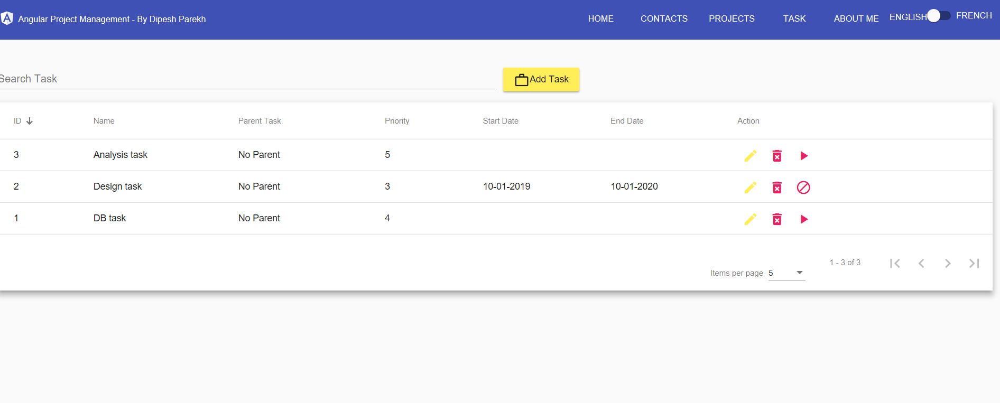 Angular Project Management - By Dipesh Parekh HOME CONTACTS PROJECTS TASK ABOUT ME ENGLISH FRENCH
Search Task Add Task
ID Name Parent Task Priority Start Date End Date Action
3 Analysis task No Parent 5
2 Design task No Parent 3 10-01-2019 10-01-2020
1 DB task No Parent 4
1 - 3 of 3
Items per page 5